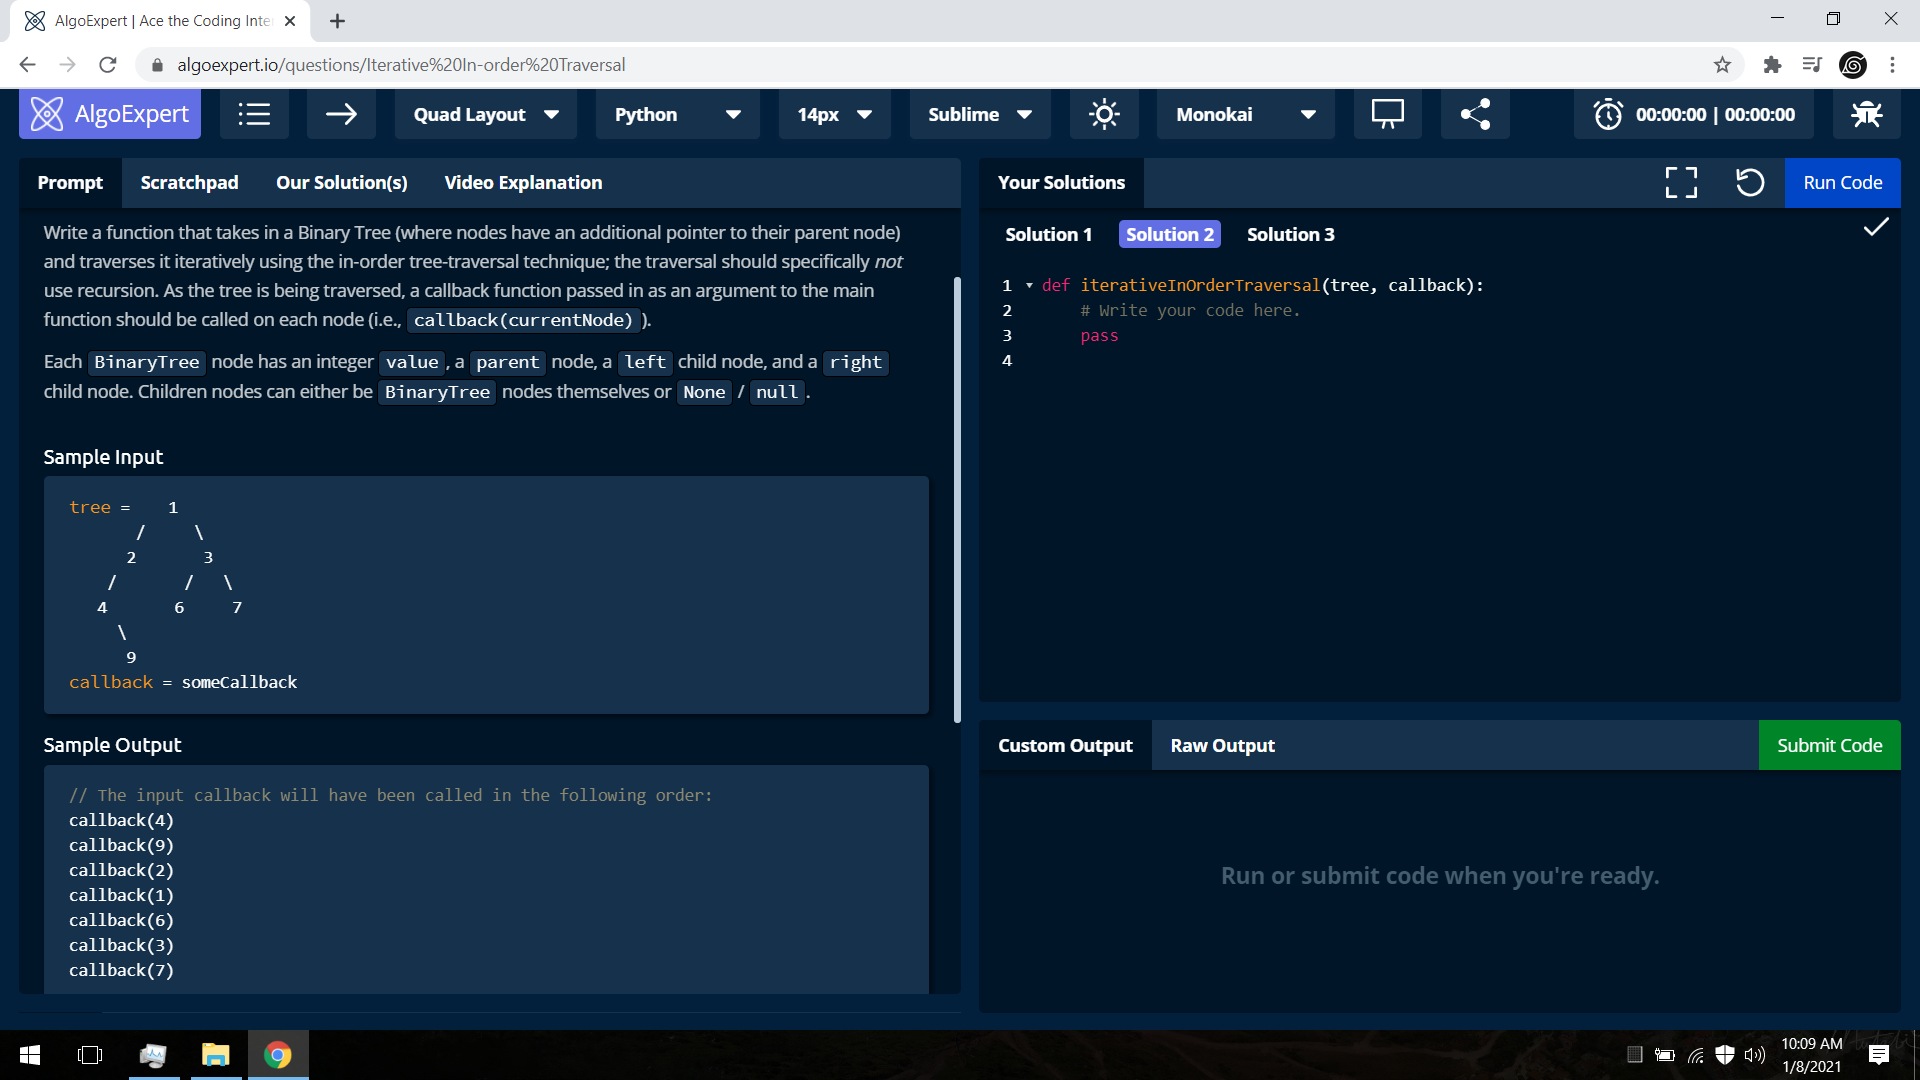 AlgoExpert | Ace the Coding Inte
algoexpert.io/questions/Iterative%20In-order%20Traversal
AlgoExpert
Quad Layout
Python
14px
Sublime
Monokai
00:00:00 | 00:00:00
Prompt
Scratchpad
Our Solution(s)
Video Explanation
Write a function that takes in a Binary Tree (where nodes have an additional pointer to their parent node)
and traverses it iteratively using the in-order tree-traversal technique; the traversal should specifically not
use recursion. As the tree is being traversed, a callback function passed in as an argument to the main
function should be called on each node (i.e., callback(currentNode) ).
Each BinaryTree node has an integer value , a parent node, a left child node, and a right
child node. Children nodes can either be BinaryTree nodes themselves or None / null .
Sample Input
tree =    1
       /     \
      2       3
    /       /   \
   4       6     7
     \
      9
callback = someCallback
Sample Output
// The input callback will have been called in the following order:
callback(4)
callback(9)
callback(2)
callback(1)
callback(6)
callback(3)
callback(7)
Your Solutions
Run Code
Solution 1
Solution 2
Solution 3
1 def iterativeInOrderTraversal(tree, callback):
2     # Write your code here.
3     pass
4
Custom Output
Raw Output
Submit Code
Run or submit code when you're ready.
10:09 AM
1/8/2021